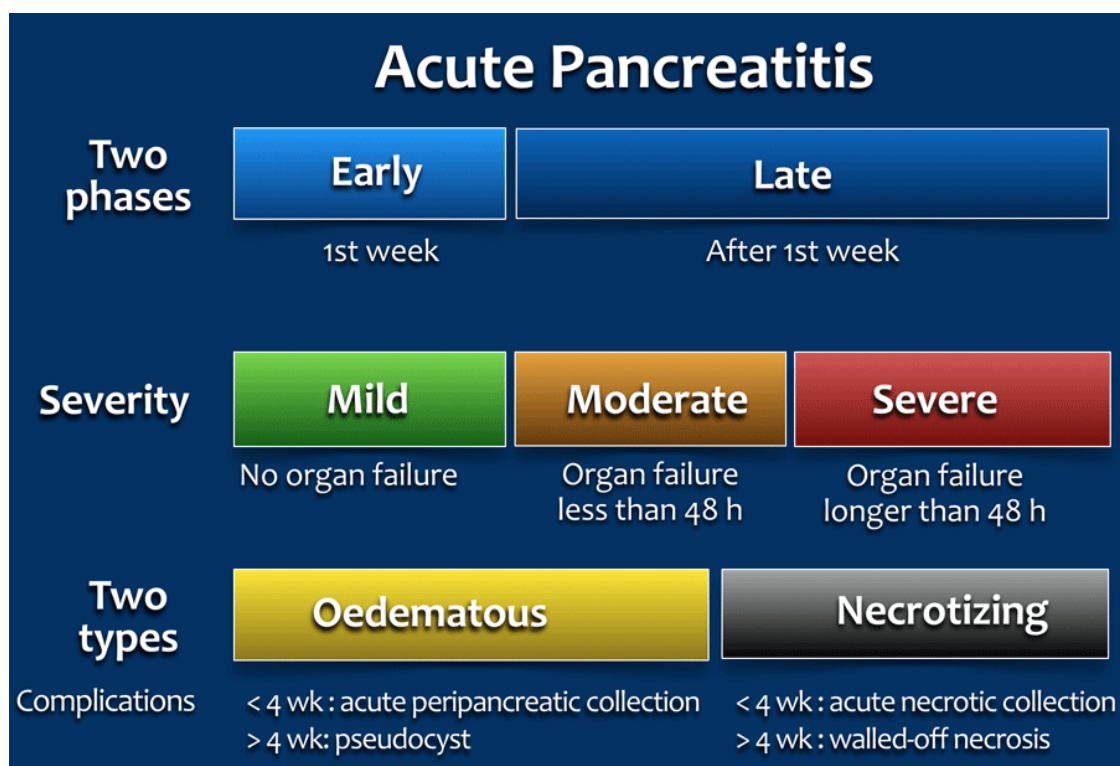 Acute Pancreatitis
Two
phases
Early
Late
1st week
After 1st week
Severity
Mild
Moderate
Severe
No organ failure
Organ failure
less than 48 h
Organ failure
longer than 48 h
Two
types
Oedematous
Necrotizing
Complications
< 4 wk : acute peripancreatic collection
> 4 wk: pseudocyst
< 4 wk : acute necrotic collection
> 4 wk : walled-off necrosis